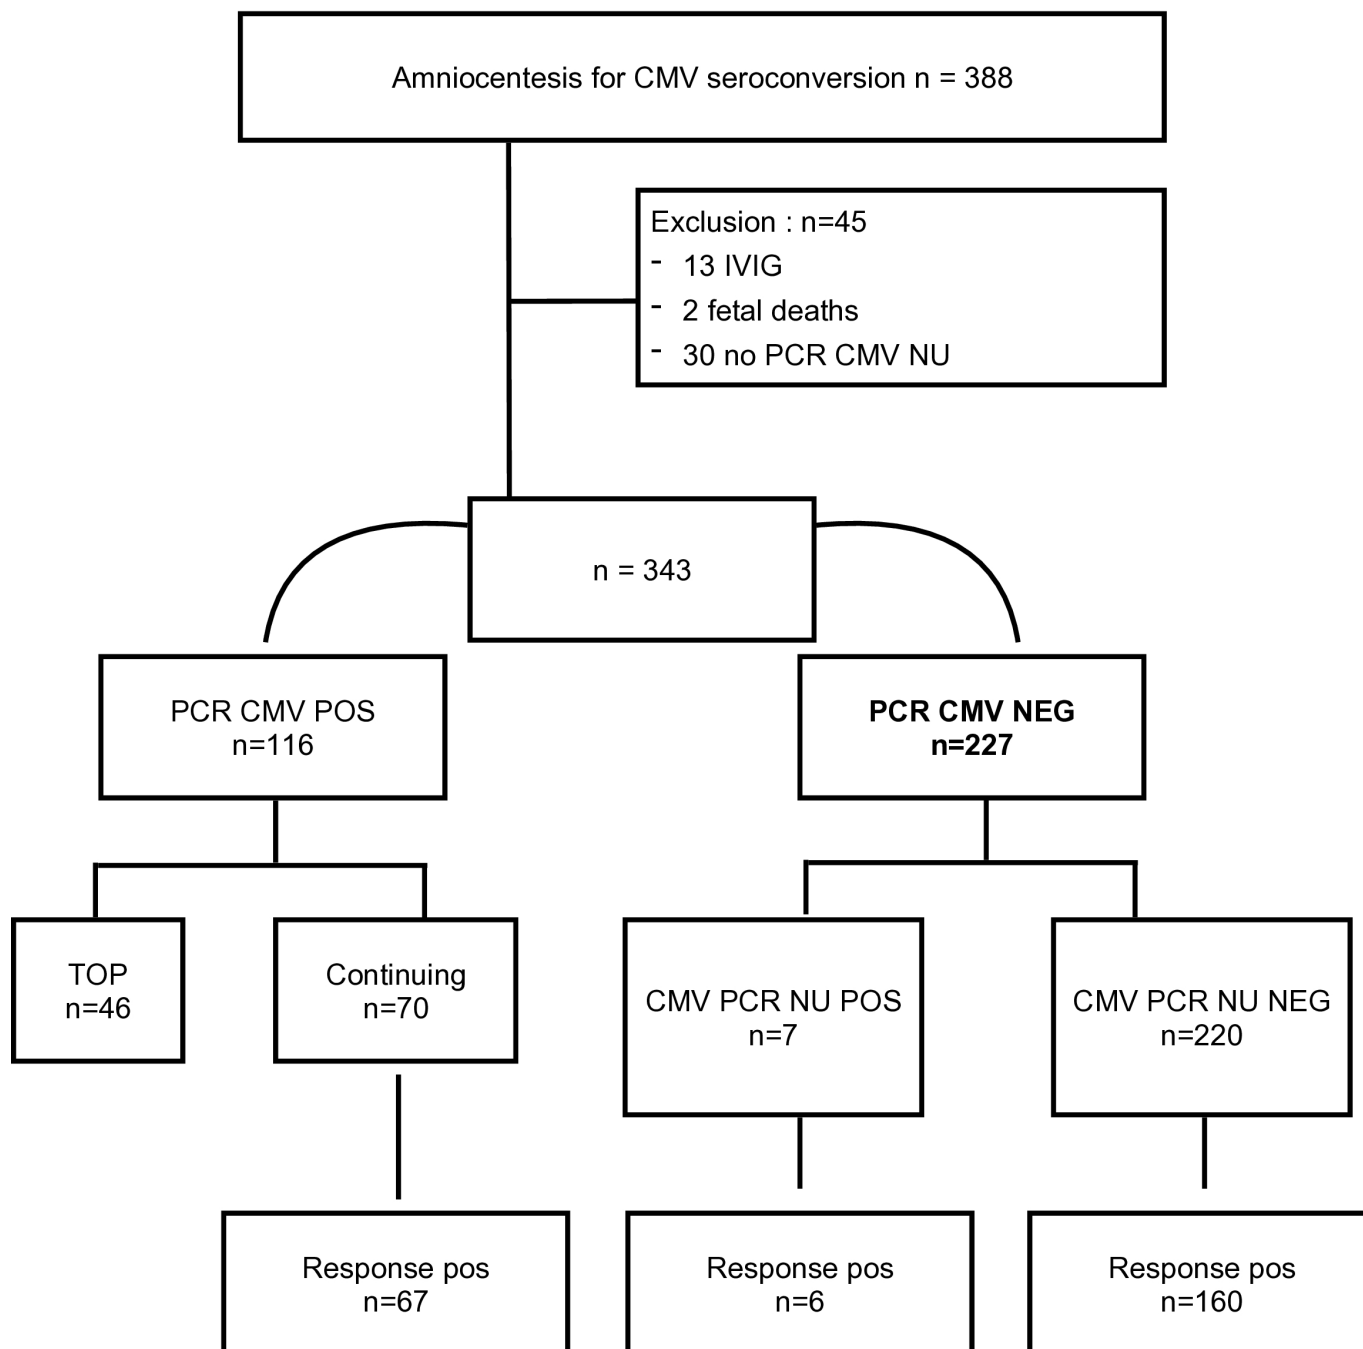 Amniocentesis for CMV seroconversion n = 388
Exclusion : n=45
- 13 IVIG
- 2 fetal deaths
- 30 no PCR CMV NU
n = 343
PCR CMV POS
n=116
PCR CMV NEG
n=227
TOP
n=46
Continuing
n=70
CMV PCR NU POS
n=7
CMV PCR NU NEG
n=220
Response pos
n=67
Response pos
n=6
Response pos
n=160